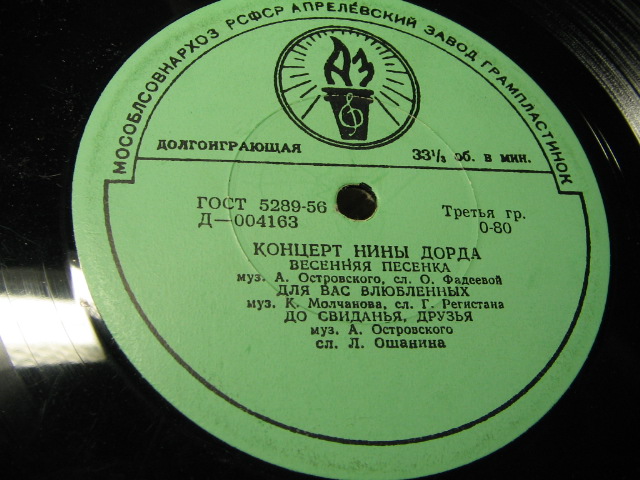 МОСОБЛСОВНАРХОЗ РСФСР АПРЕЛЕВСКИЙ ЗАВОД ГРАМПЛАСТИНОК
АЗ
ДОЛГОИГРАЮЩАЯ 33⅓ об. в мин.
ГОСТ 5289-56 Третья гр.
Д—004163 0-80
КОНЦЕРТ НИНЫ ДОРДА
ВЕСЕННЯЯ ПЕСЕНКА
муз. А. Островского, сл. О. Фадеевой
ДЛЯ ВАС ВЛЮБЛЕННЫХ
муз. К. Молчанова, сл. Г. Регистана
ДО СВИДАНЬЯ, ДРУЗЬЯ
муз. А. Островского
сл. Л. Ошанина